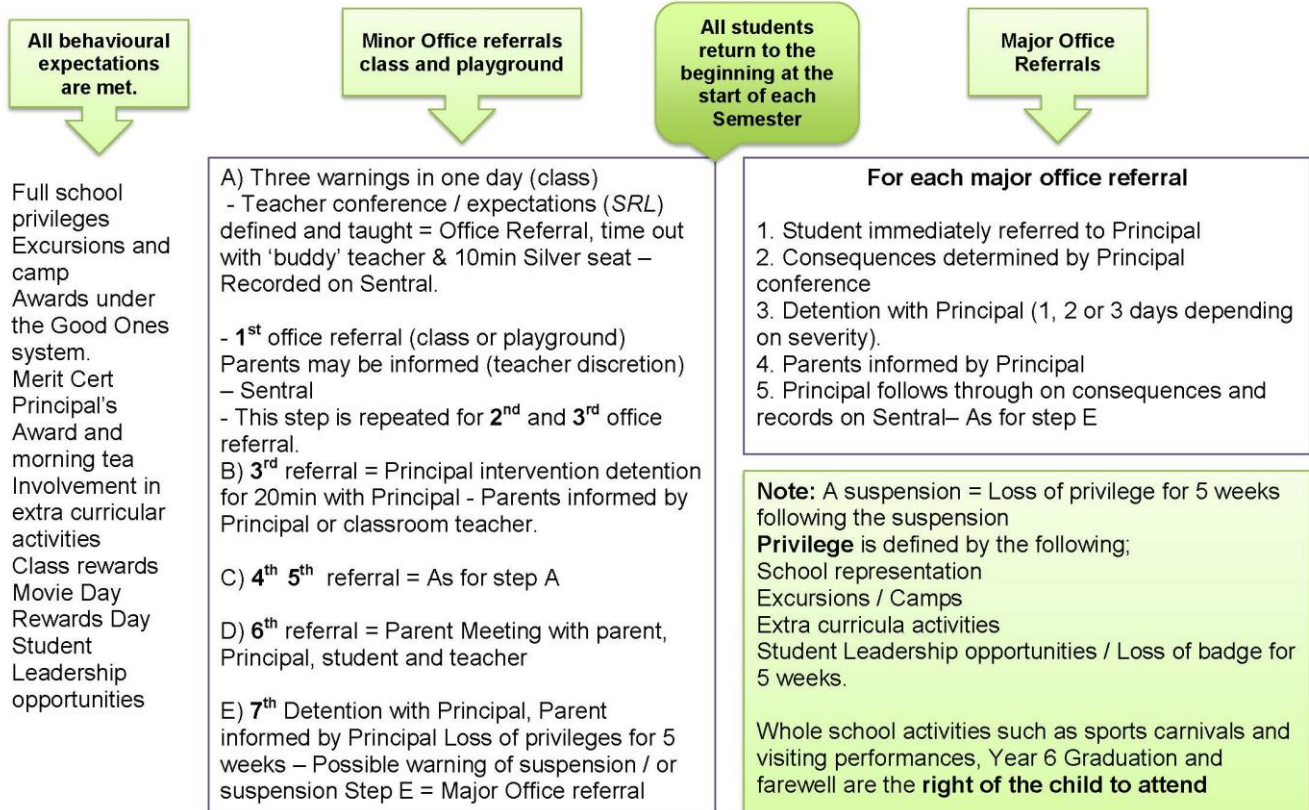 All behavioural
expectations
are met.
Full school
privileges
Excursions and
camp
Awards under
the Good Ones
system.
Merit Cert
Principal's
Award and
morning tea
Involvement in
extra curricular
activities
Class rewards
Movie Day
Rewards Day
Student
Leadership
opportunities
Minor Office referrals
class and playground
A) Three warnings in one day (class)
- Teacher conference / expectations (SRL)
defined and taught = Office Referral, time out
with ‘buddy’ teacher & 10min Silver seat –
Recorded on Sentral.
- 1st office referral (class or playground)
Parents may be informed (teacher discretion)
– Sentral
- This step is repeated for 2nd and 3rd office
referral.
B) 3rd referral = Principal intervention detention
for 20min with Principal - Parents informed by
Principal or classroom teacher.
C) 4th 5th referral = As for step A
D) 6th referral = Parent Meeting with parent,
Principal, student and teacher
E) 7th Detention with Principal, Parent
informed by Principal Loss of privileges for 5
weeks – Possible warning of suspension / or
suspension Step E = Major Office referral
All students
return to the
beginning at the
start of each
Semester
Major Office
Referrals
For each major office referral
1. Student immediately referred to Principal
2. Consequences determined by Principal
conference
3. Detention with Principal (1, 2 or 3 days depending
on severity).
4. Parents informed by Principal
5. Principal follows through on consequences and
records on Sentral– As for step E
Note: A suspension = Loss of privilege for 5 weeks
following the suspension
Privilege is defined by the following;
School representation
Excursions / Camps
Extra curricula activities
Student Leadership opportunities / Loss of badge for
5 weeks.
Whole school activities such as sports carnivals and
visiting performances, Year 6 Graduation and
farewell are the right of the child to attend